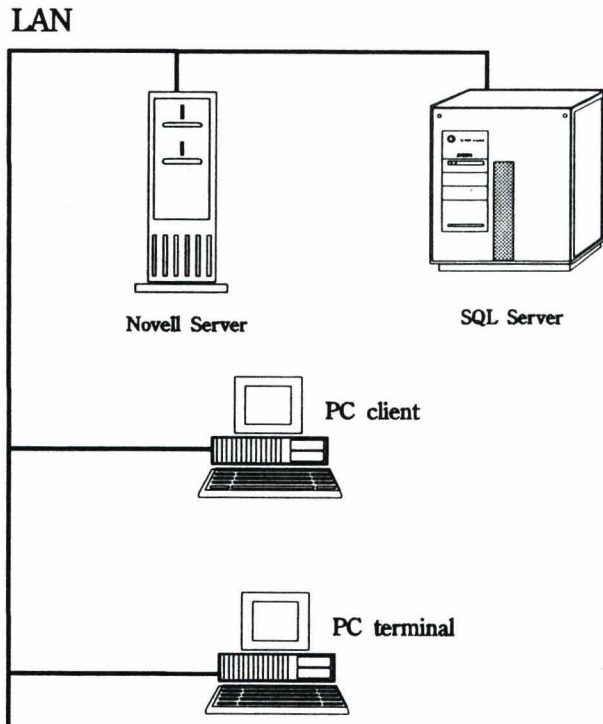 LAN
Novell Server
SQL Server
PC client
PC terminal